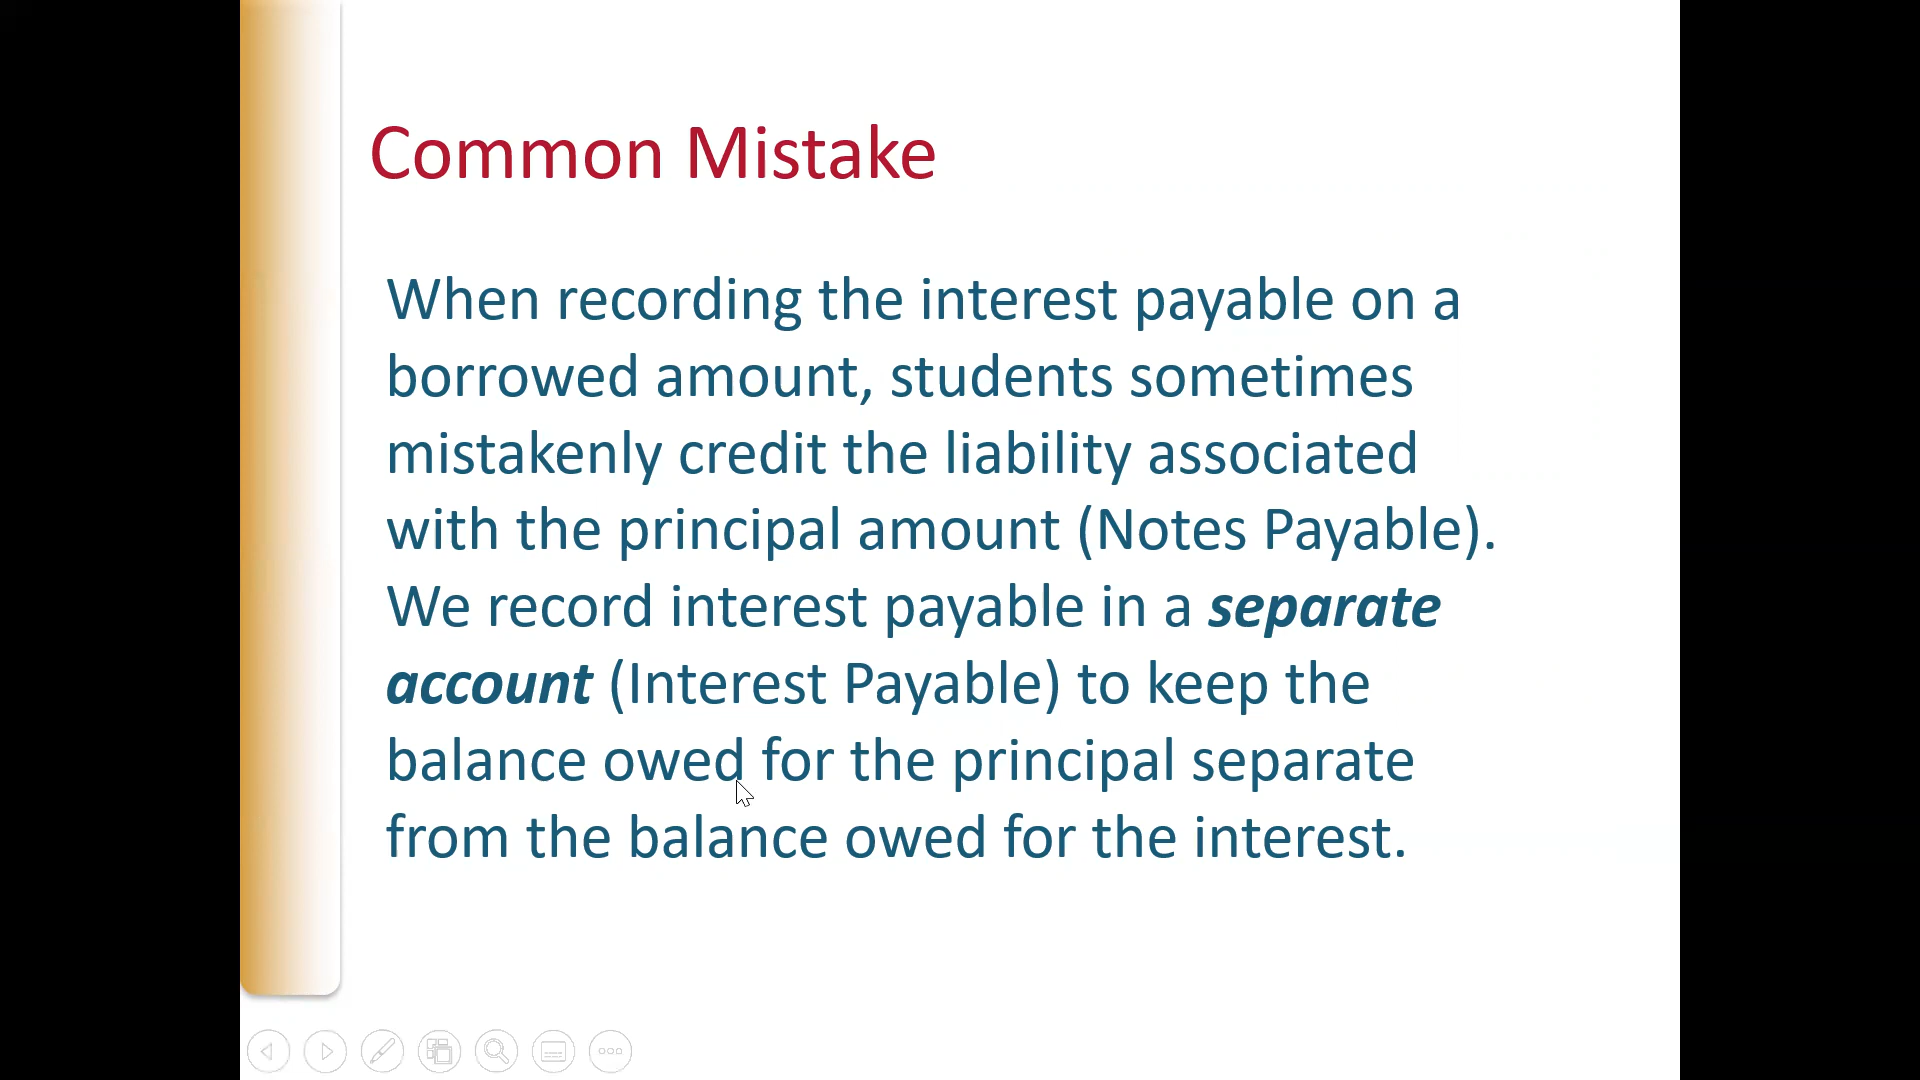 Common Mistake
When recording the interest payable on a
borrowed amount, students sometimes
mistakenly credit the liability associated
with the principal amount (Notes Payable).
We record interest payable in a separate
account (Interest Payable) to keep the
balance owed for the principal separate
from the balance owed for the interest.